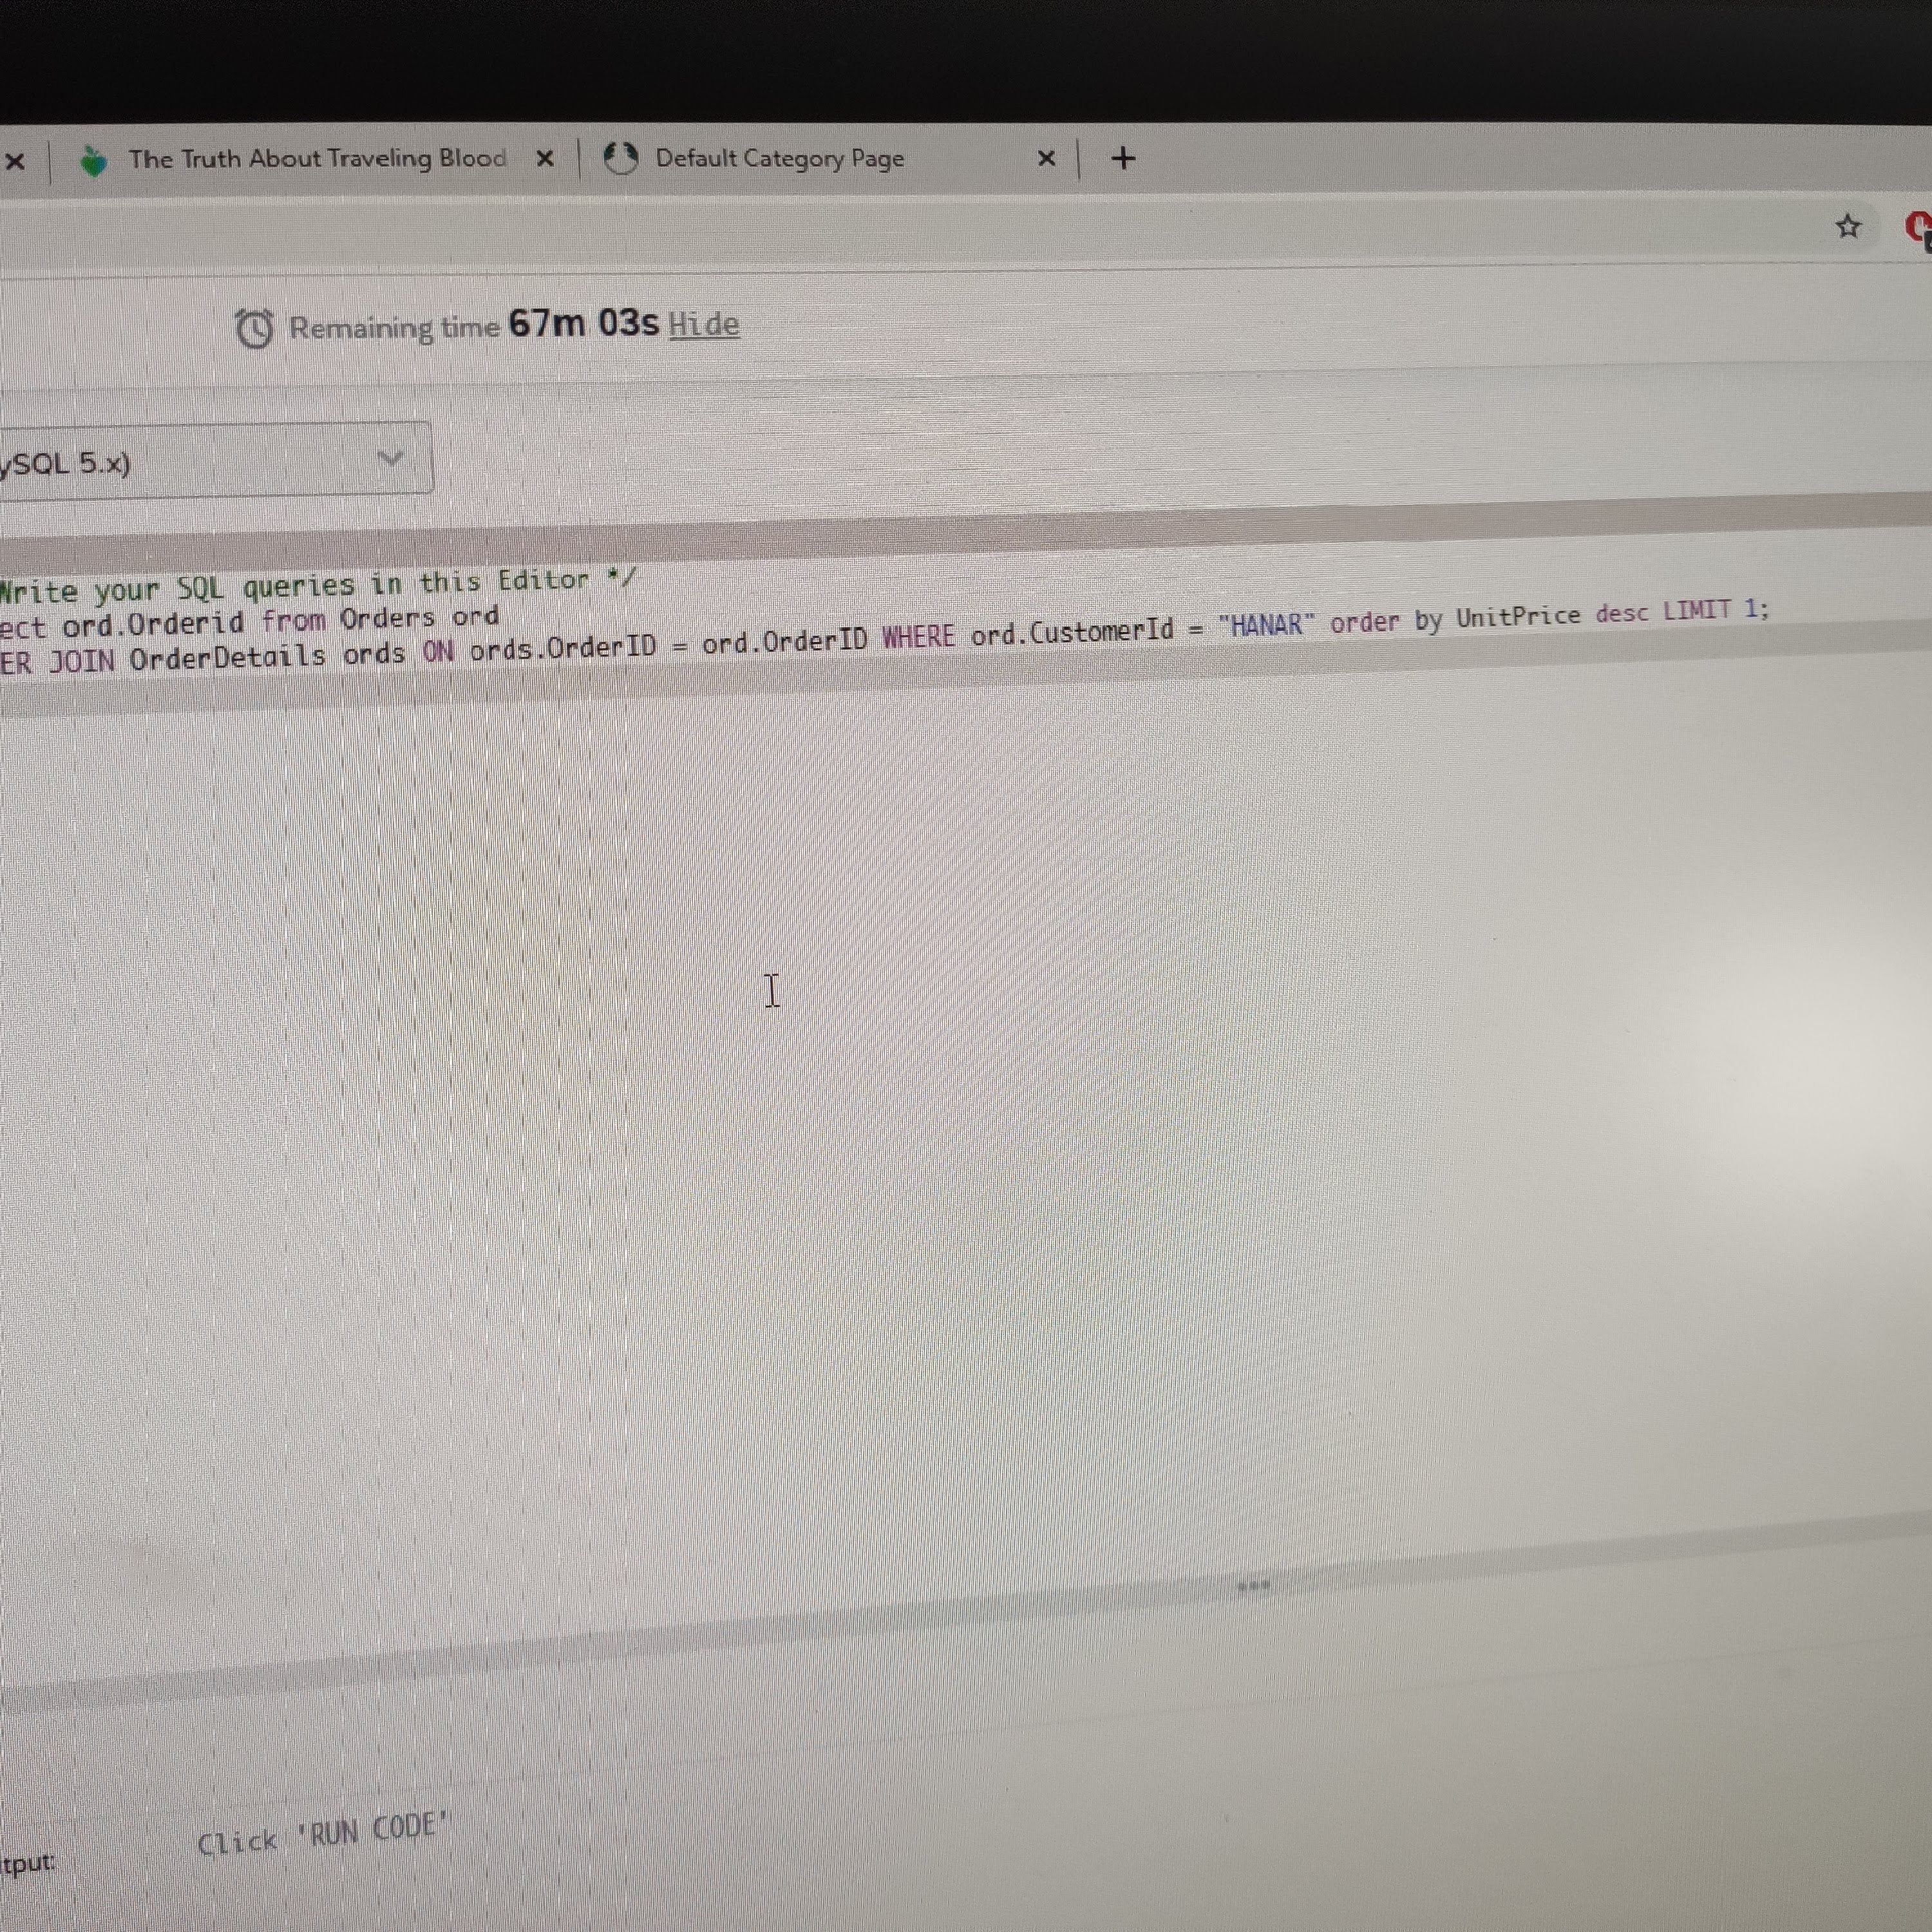 The Truth About Traveling Blood
Default Category Page
Remaining time 67m 03s Hide
ySQL 5.x)
Write your SQL queries in this Editor */
ect ord.Orderid from Orders ord
ER JOIN OrderDetails ords ON ords.OrderID = ord.OrderID WHERE ord.CustomerId = "HANAR" order by UnitPrice desc LIMIT 1;
Click 'RUN CODE'
tput: